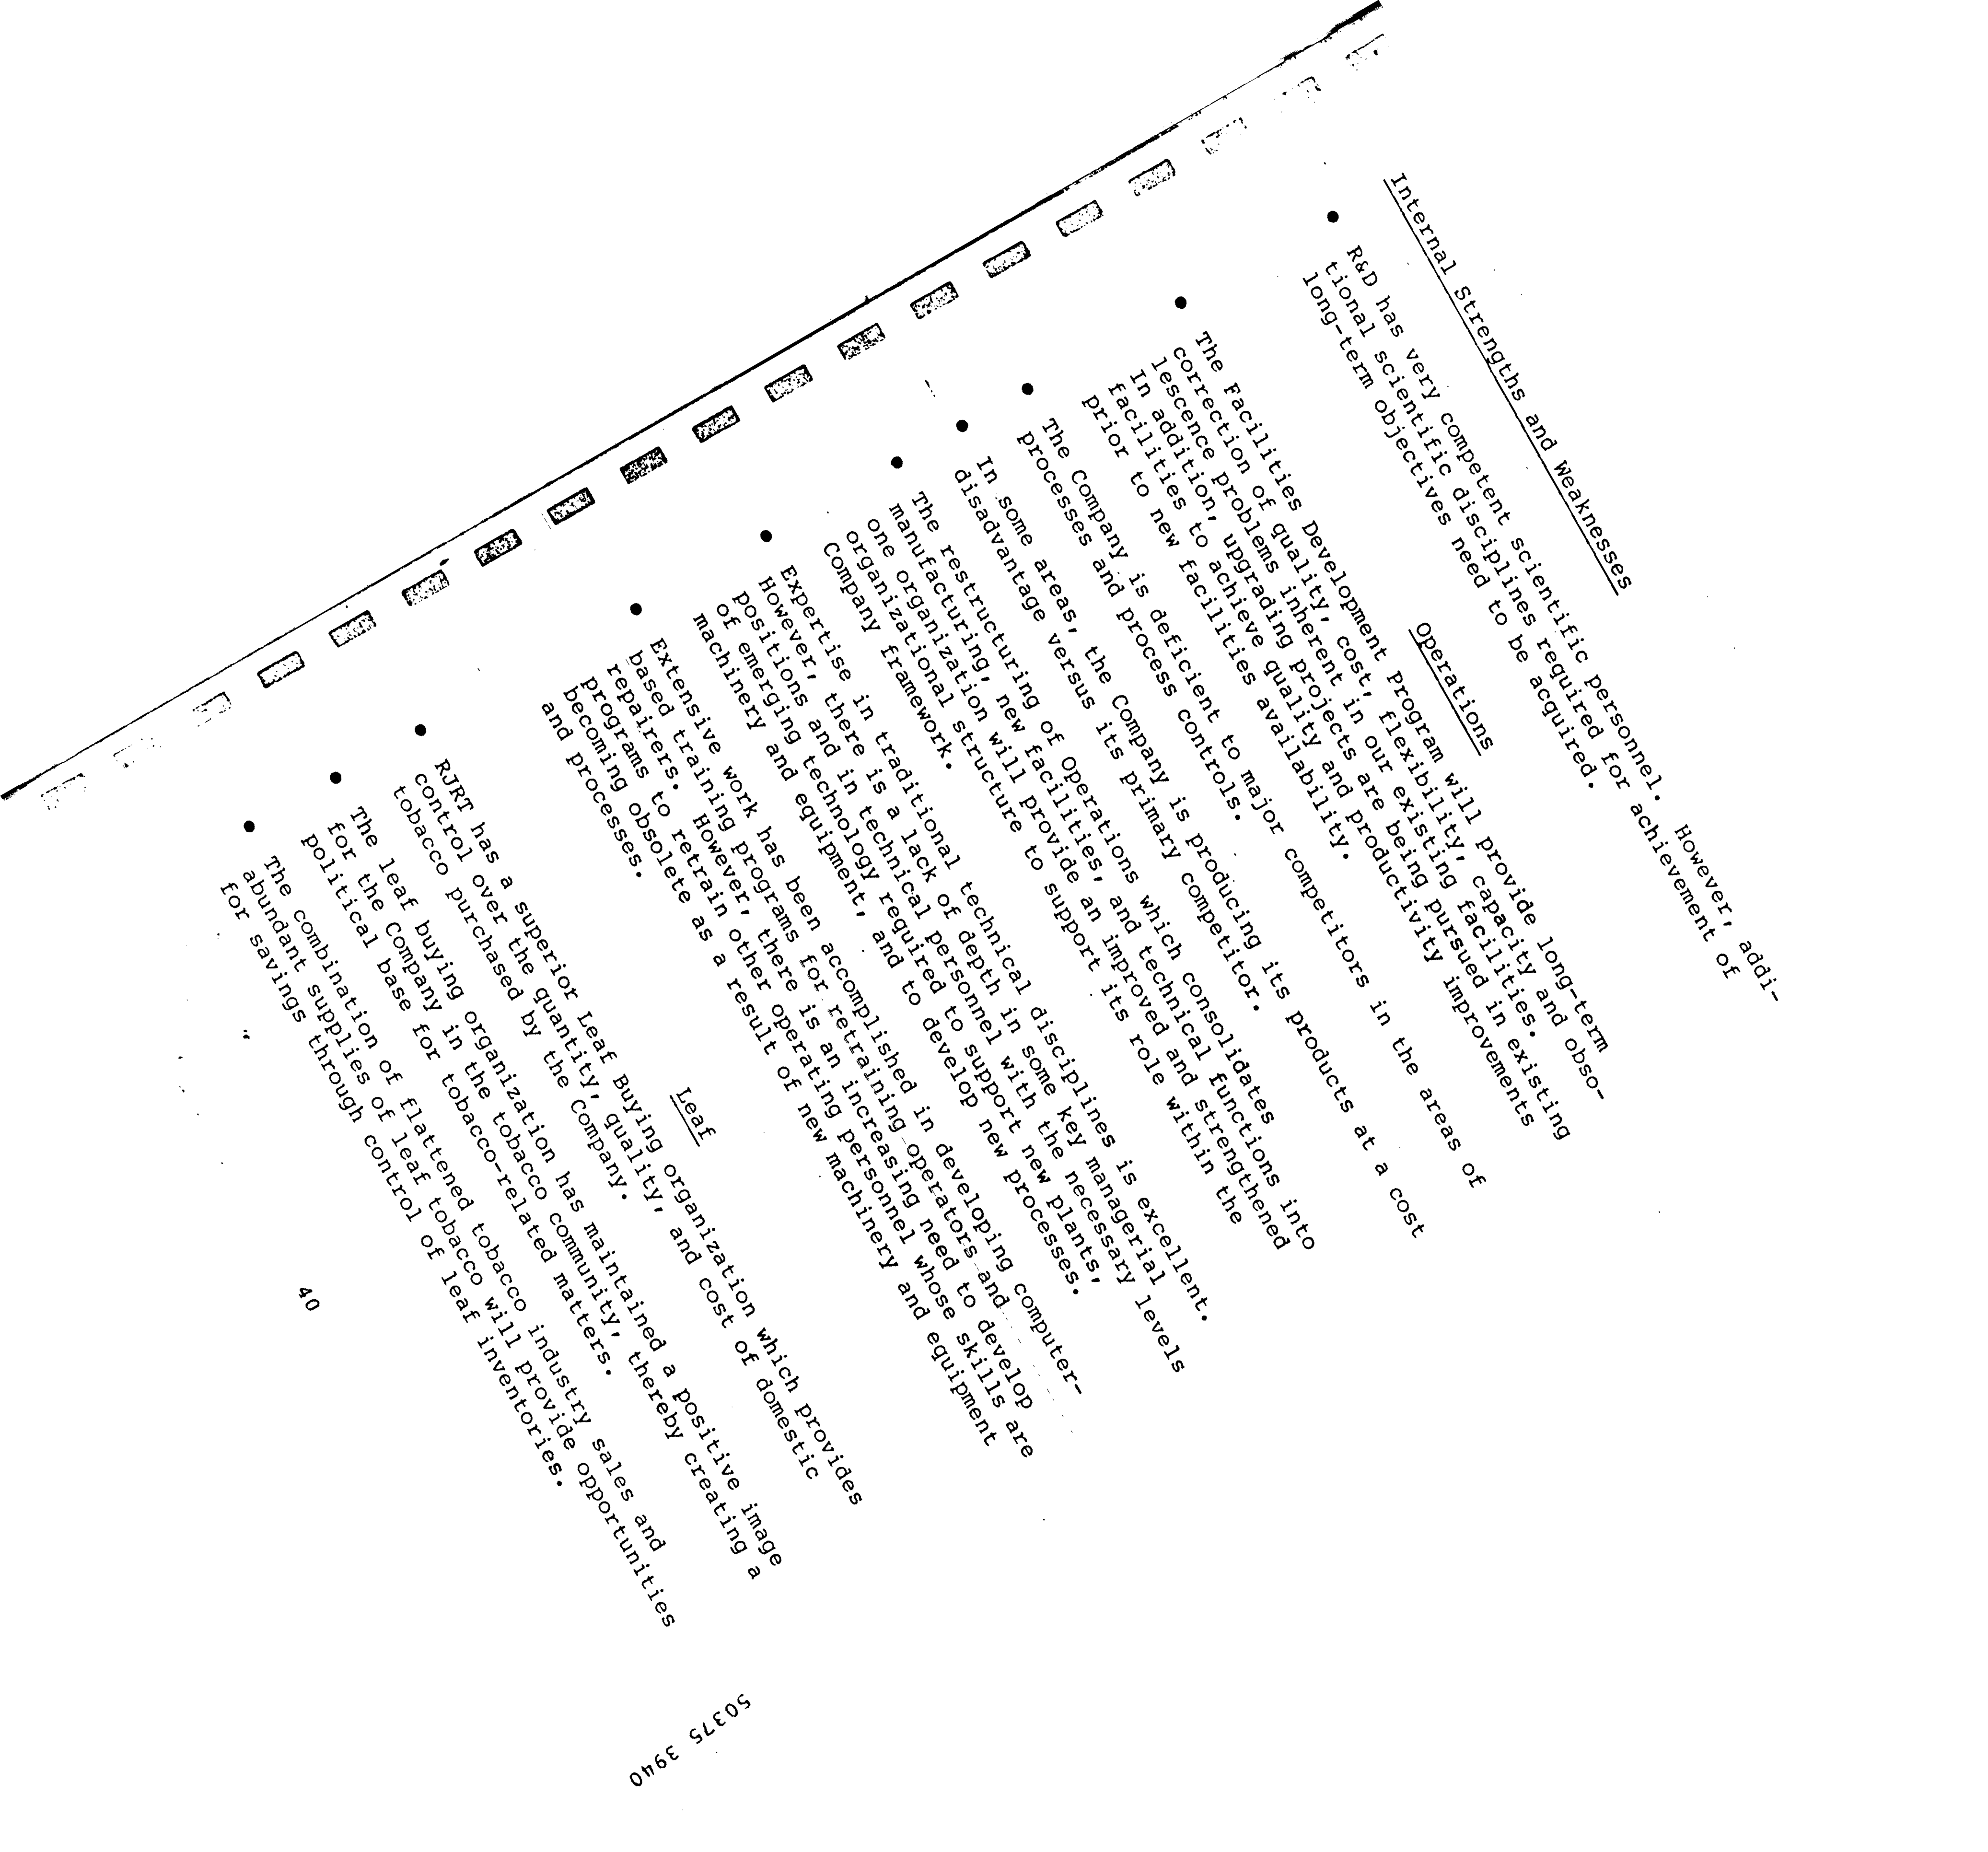 Internal Strengths and Weaknesses
● R&D has very competent scientific personnel. However, addi-
tional scientific disciplines required for achievement of
long-term objectives need to be acquired.
Operations
● The Facilities Development Program will provide long-term
correction of quality, cost, flexibility, capacity and obso-
lescence problems inherent in our existing facilities.
In addition, upgrading projects are being pursued in existing
facilities to achieve quality and productivity improvements
prior to new facilities availability.
● The Company is deficient to major competitors in the areas of
processes and process controls.
● In some areas, the Company is producing its products at a cost
disadvantage versus its primary competitor.
● The restructuring of Operations which consolidates
manufacturing, new facilities, and technical functions into
one organization will provide an improved and strengthened
organizational structure to support its role within the
Company framework.
● Expertise in traditional technical disciplines is excellent.
However, there is a lack of depth in some key managerial
positions and in technical personnel with the necessary levels
of emerging technology required to support new plants,
machinery and equipment, and to develop new processes.
● Extensive work has been accomplished in developing computer-
based training programs for retraining operators and
repairers. However, there is an increasing need to develop
programs to retrain other operating personnel whose skills are
becoming obsolete as a result of new machinery and equipment
and processes.
Leaf
● RJRT has a superior Leaf Buying organization which provides
control over the quantity, quality, and cost of domestic
tobacco purchased by the Company.
● The leaf buying organization has maintained a positive image
for the Company in the tobacco community, thereby creating a
political base for tobacco-related matters.
● The combination of flattened tobacco industry sales and
abundant supplies of leaf tobacco will provide opportunities
for savings through control of leaf inventories.
40
50375 3940